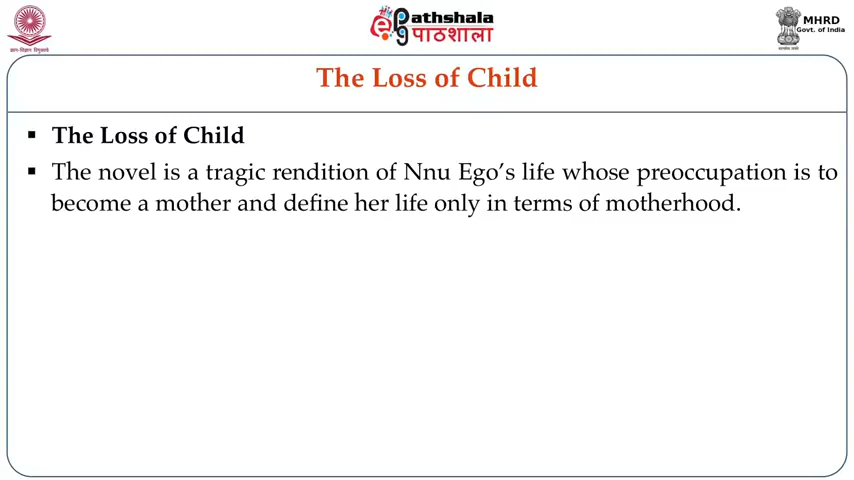 ePathshala
पाठशाला
MHRD
Govt. of India
The Loss of Child
▪ The Loss of Child
▪ The novel is a tragic rendition of Nnu Ego’s life whose preoccupation is to
become a mother and define her life only in terms of motherhood.